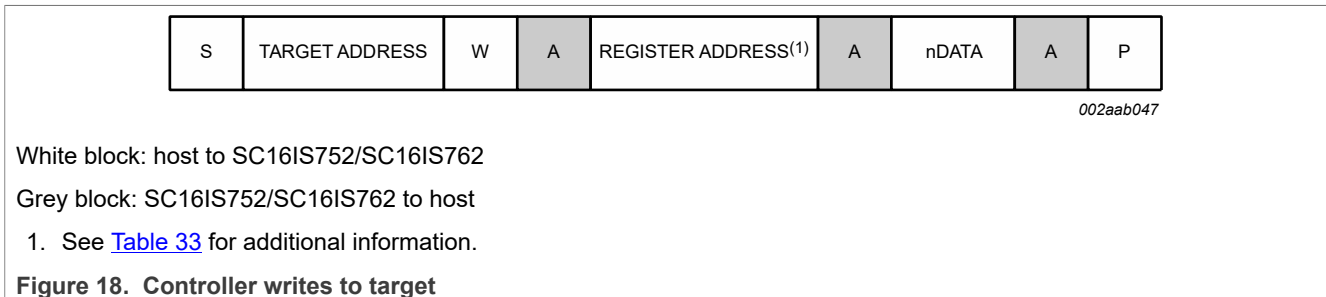 S TARGET ADDRESS W A REGISTER ADDRESS(1) A nDATA A P
002aab047
White block: host to SC16IS752/SC16IS762
Grey block: SC16IS752/SC16IS762 to host
1. See Table 33 for additional information.
Figure 18. Controller writes to target